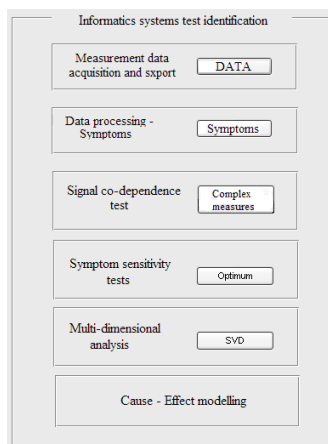 Informatics systems test identification
Measurement data
acquisition and sxport
DATA
Data processing -
Symptoms
Symptoms
Signal co-dependence
test
Complex
measures
Symptom sensitivity
tests
Optimum
Multi-dimensional
analysis
SVD
Cause - Effect modelling